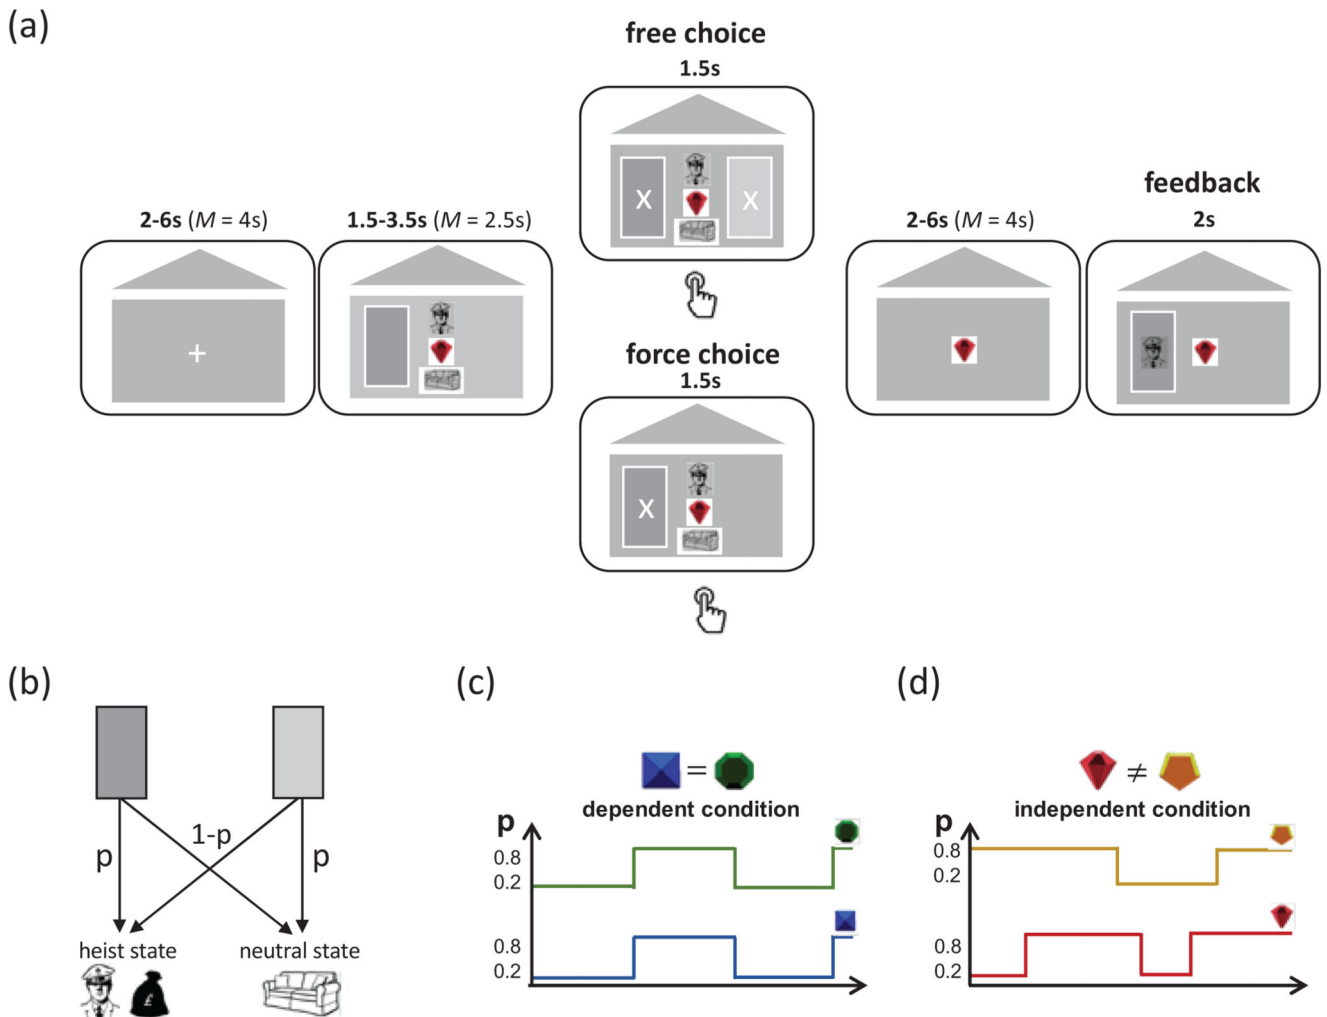 (a)
free choice
1.5s
X X
2-6s (M = 4s)
+
1.5-3.5s (M = 2.5s)
force choice
1.5s
X
2-6s (M = 4s)
feedback
2s
(b)
p
1-p
p
heist state
neutral state
£
(c)
=
dependent condition
p
0.8
0.2
0.8
0.2
(d)
≠
independent condition
p
0.8
0.2
0.8
0.2